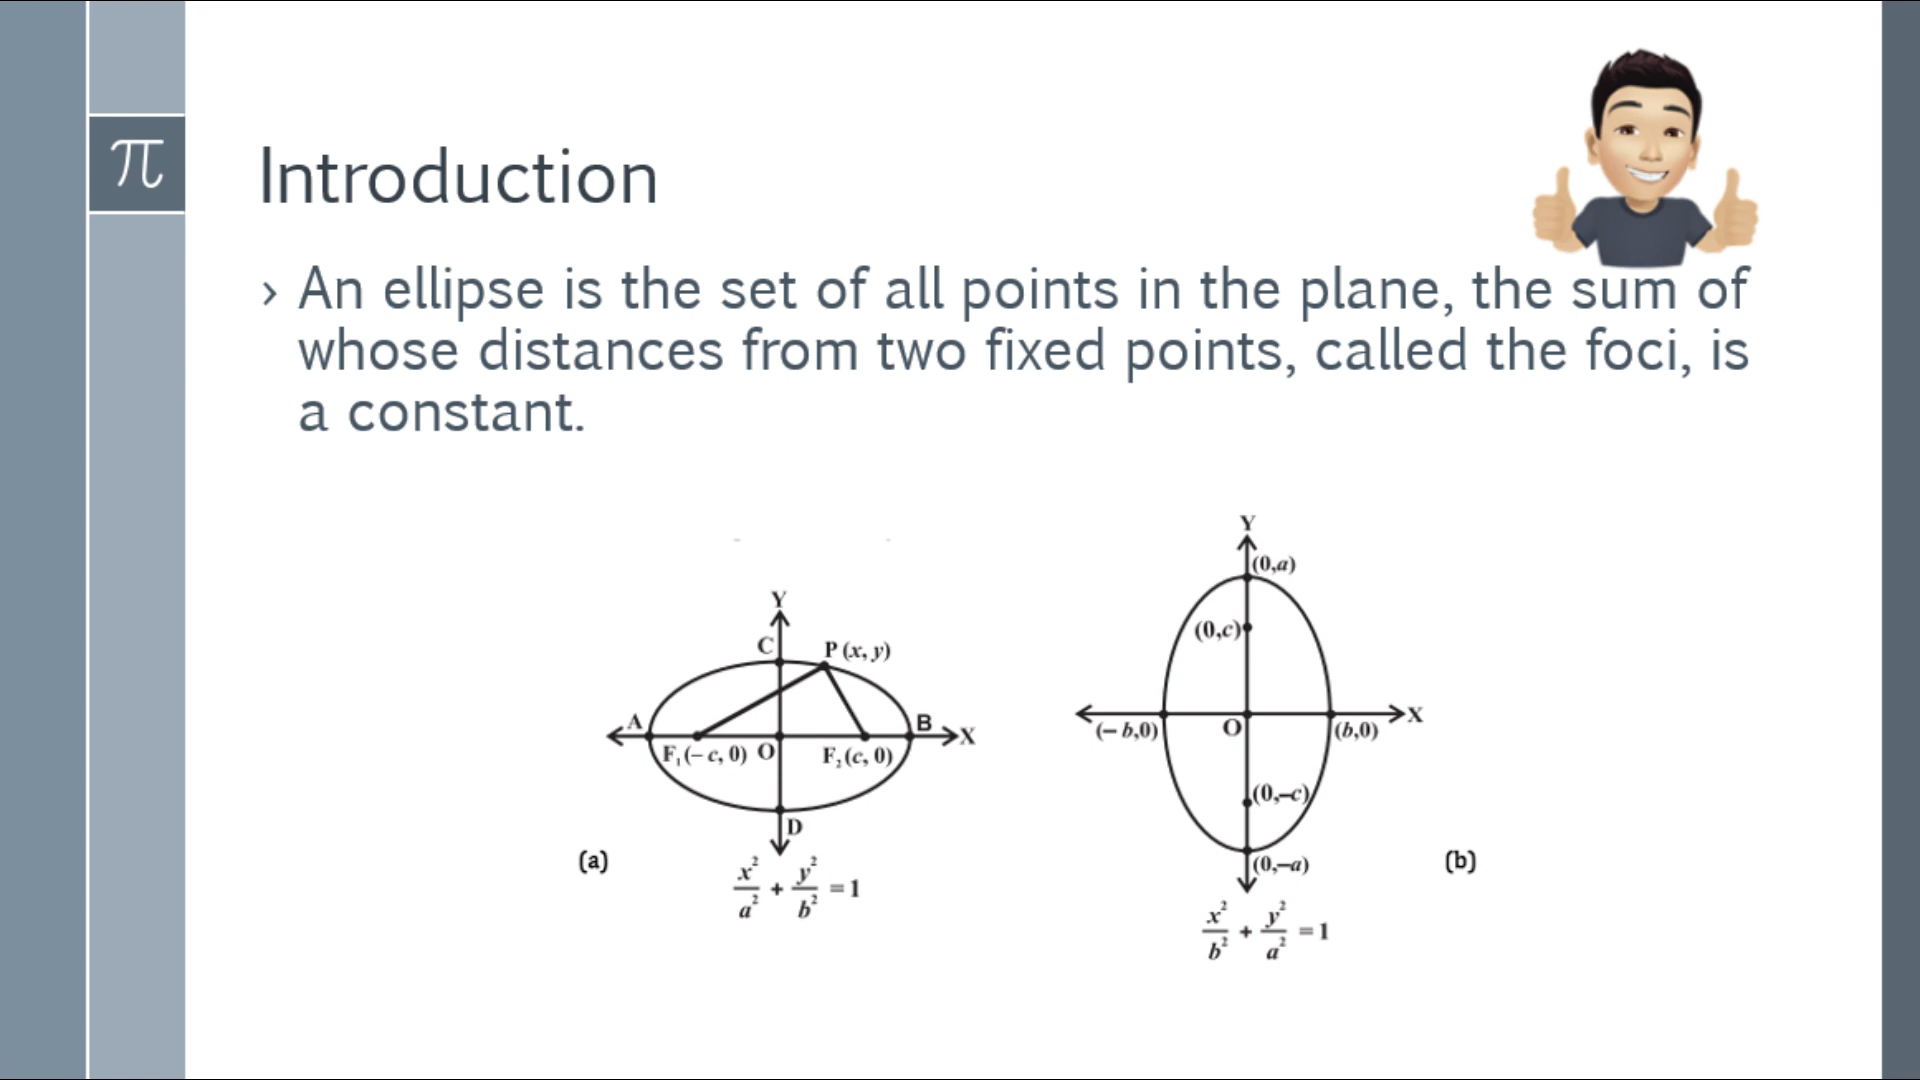 π
Introduction
› An ellipse is the set of all points in the plane, the sum of
whose distances from two fixed points, called the foci, is
a constant.
Y
C
P (x, y)
A
B
X
F₁(– c, 0)
O
F₂(c, 0)
D
(a)
x²/a² + y²/b² = 1
Y
(0,a)
(0,c)
X
(– b,0)
O
(b,0)
(0,–c)
(0,–a)
(b)
x²/b² + y²/a² = 1